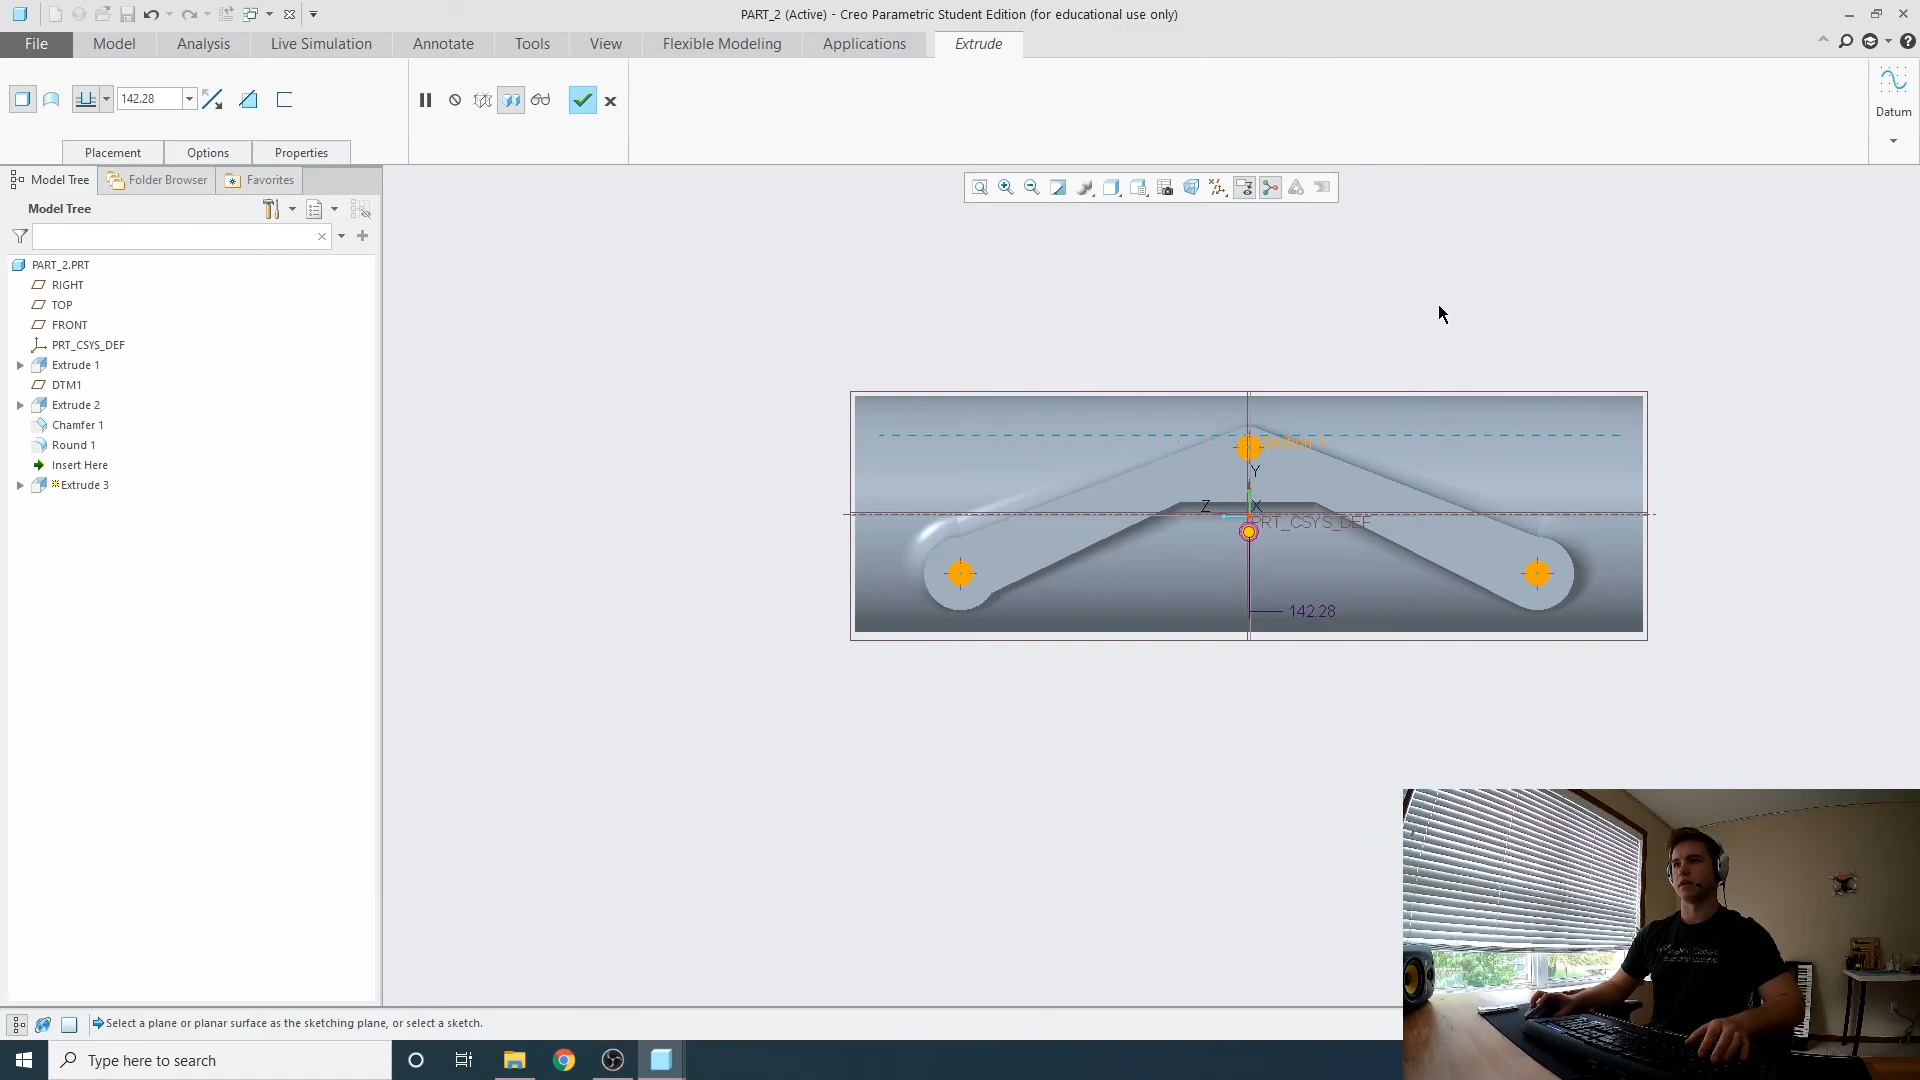 PART_2 (Active) - Creo Parametric Student Edition (for educational use only)
File Model Analysis Live Simulation Annotate Tools View Flexible Modeling Applications Extrude
142.28
Datum
Placement Options Properties
Model Tree Folder Browser Favorites
Model Tree
PART_2.PRT
RIGHT
TOP
FRONT
PRT_CSYS_DEF
Extrude 1
DTM1
Extrude 2
Chamfer 1
Round 1
Insert Here
Extrude 3
Y
Z X
PRT_CSYS_DEF
142.28
Select a plane or planar surface as the sketching plane, or select a sketch.
Type here to search